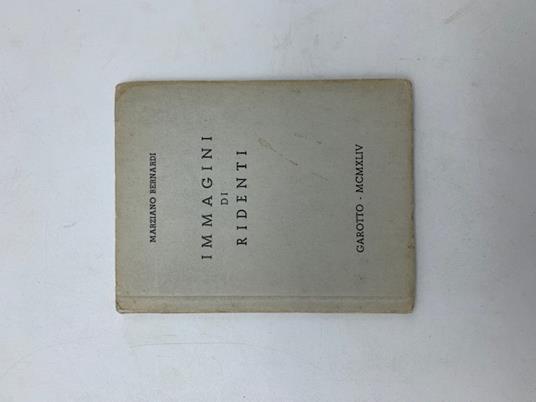 MARZIANO BERNARDI
IMMAGINI
DI
RIDENTI
GAROTTO - MCMXLIV